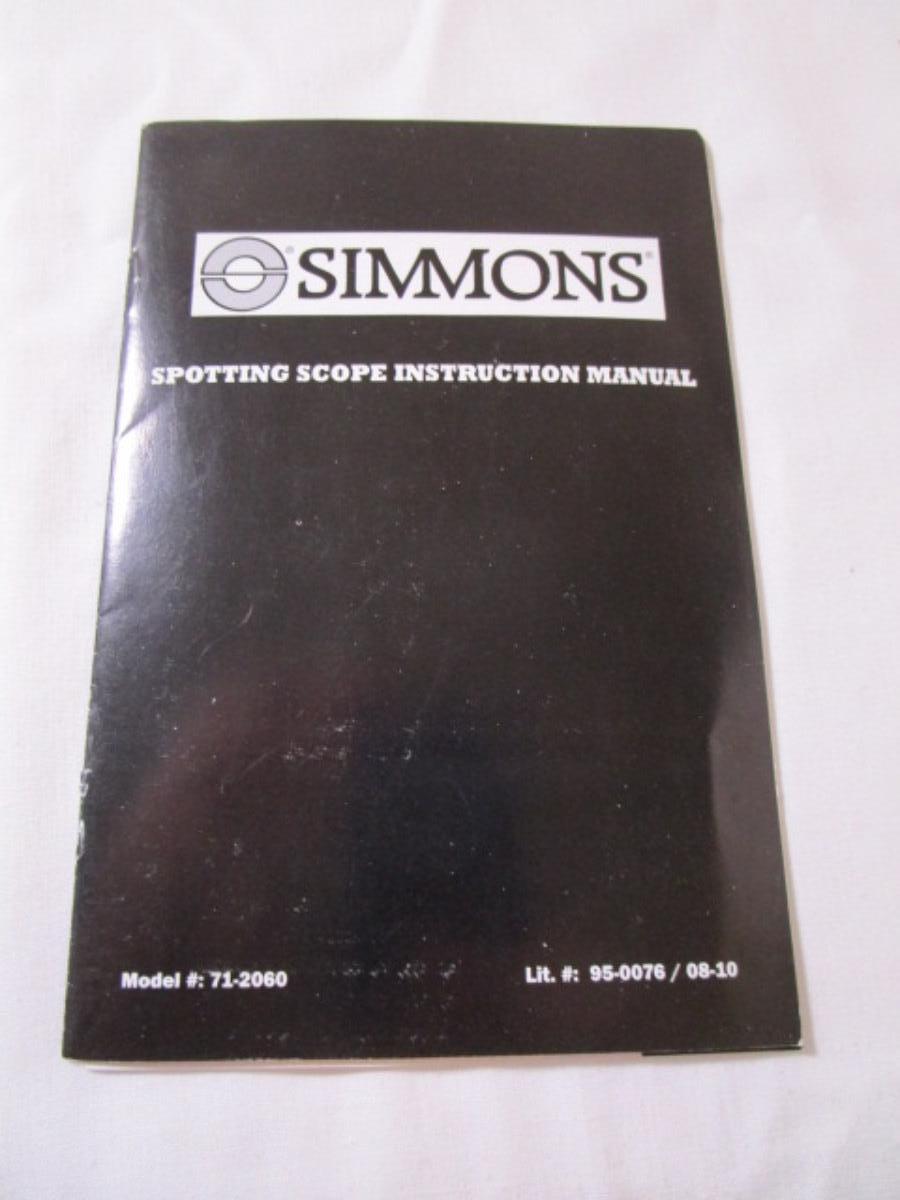 ® SIMMONS®
SPOTTING SCOPE INSTRUCTION MANUAL
Model #: 71-2060
Lit. #: 95-0076 / 08-10